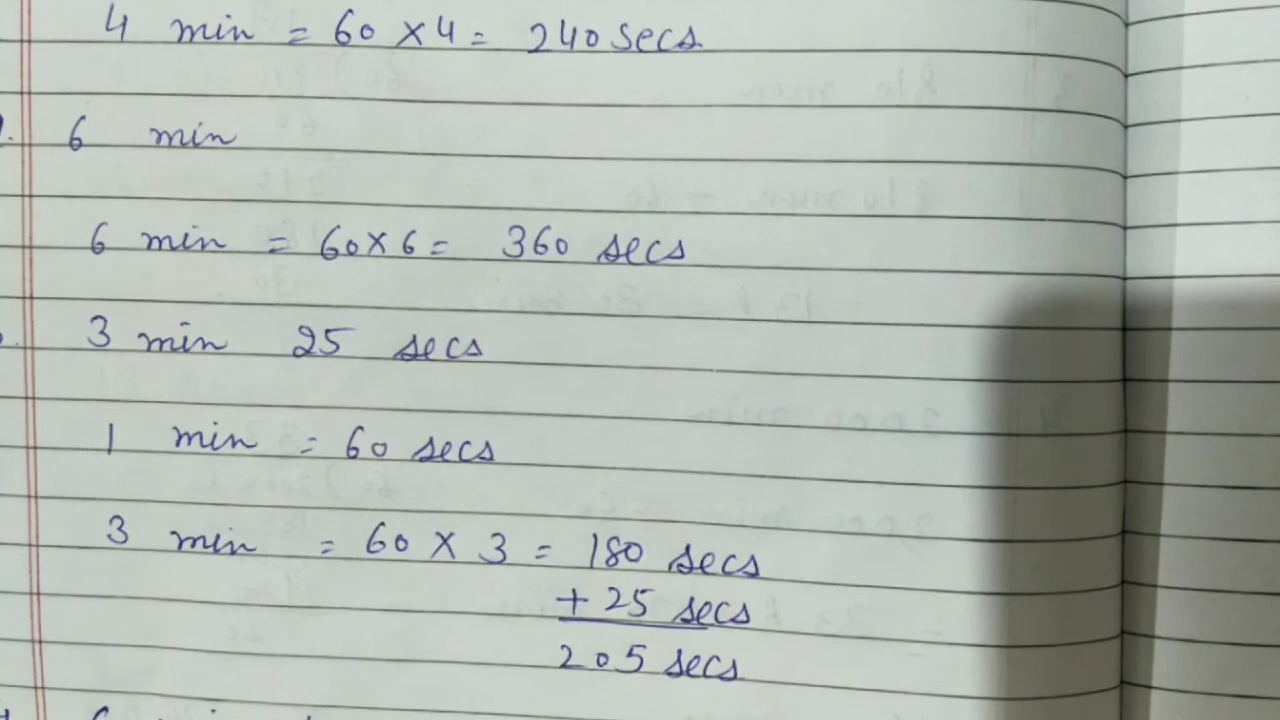 4 min = 60 × 4 = 240 secs
6 min
6 min = 60 × 6 = 360 secs
3 min 25 secs
1 min = 60 secs
3 min = 60 × 3 = 180 secs
+ 25 secs
205 secs